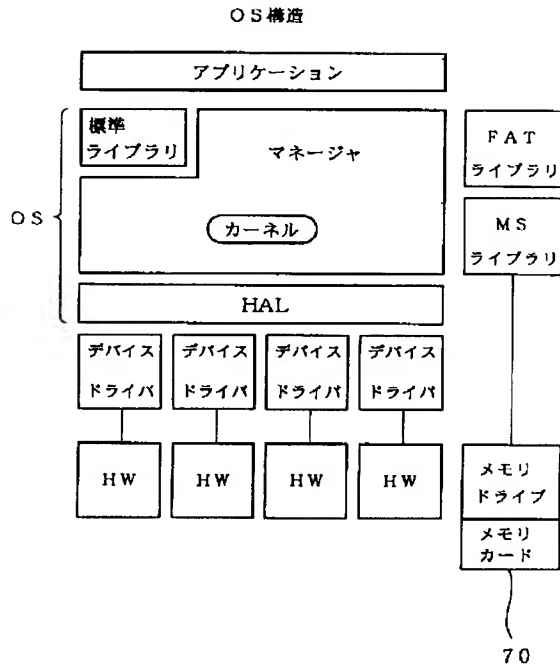 OS構造
アプリケーション
標準
ライブラリ
マネージャ
カーネル
OS
HAL
FAT
ライブラリ
MS
ライブラリ
デバイス
ドライバ
デバイス
ドライバ
デバイス
ドライバ
デバイス
ドライバ
HW
HW
HW
HW
メモリ
ドライブ
メモリ
カード
70